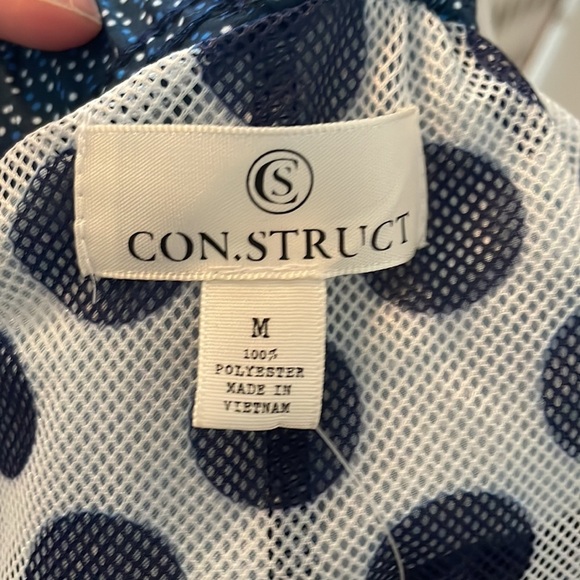 CS
CON.STRUCT
M
100%
POLYESTER
MADE IN
VIETNAM